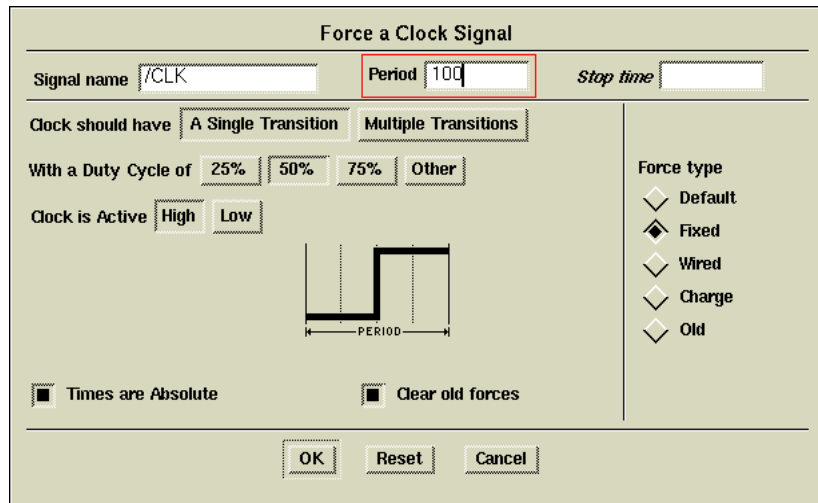 Force a Clock Signal
Signal name /CLK Period 100 Stop time
Clock should have A Single Transition Multiple Transitions
With a Duty Cycle of 25% 50% 75% Other
Clock is Active High Low
PERIOD
Force type
Default
Fixed
Wired
Charge
Old
Times are Absolute Clear old forces
OK Reset Cancel